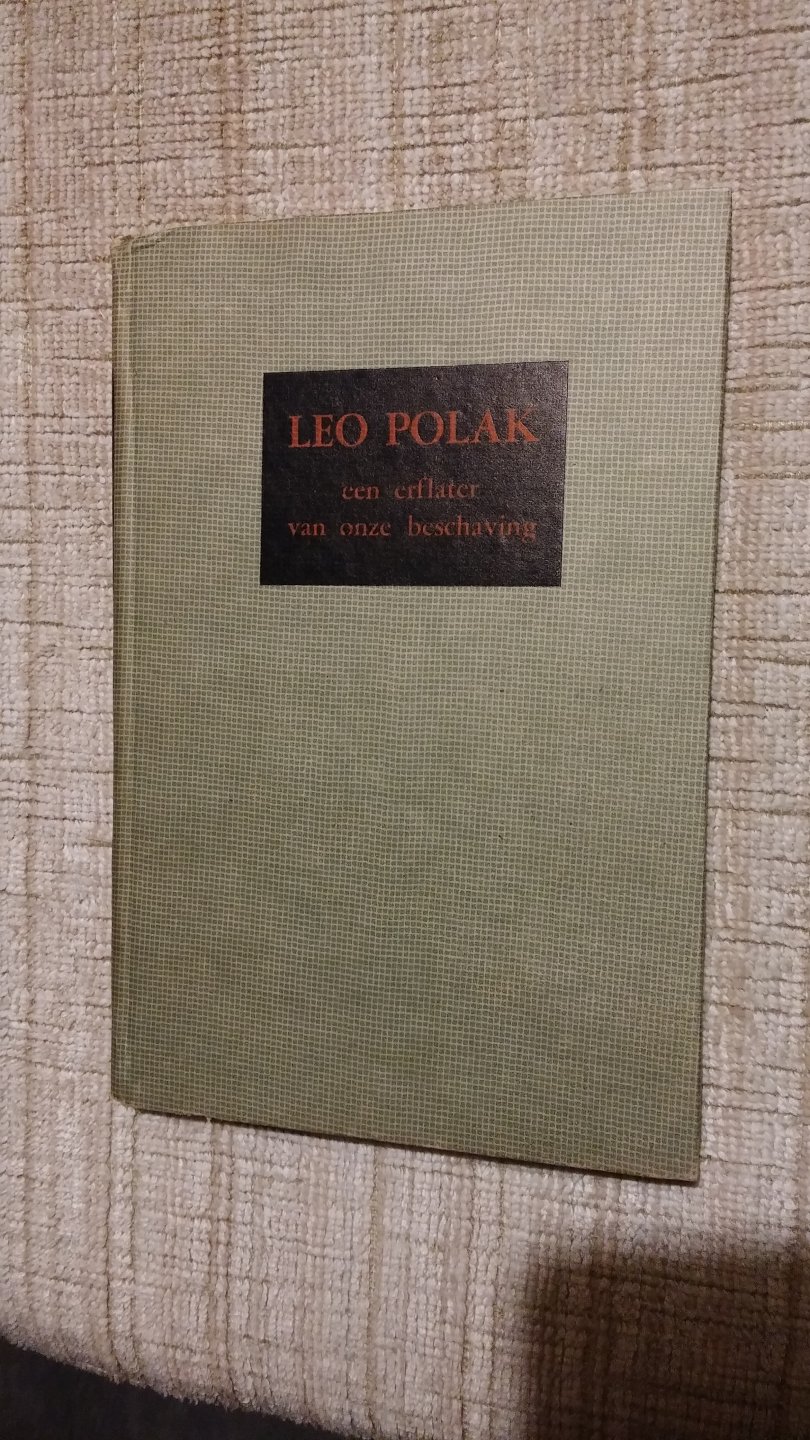 LEO POLAK
een erflater
van onze beschaving